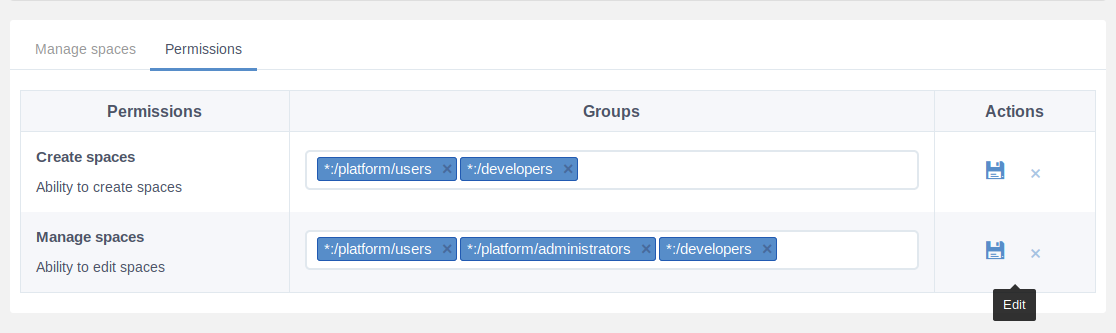 Manage spaces Permissions
Permissions Groups Actions
Create spaces
*:/platform/users × *:/developers ×
Ability to create spaces
Manage spaces
*:/platform/users × *:/platform/administrators × *:/developers ×
Ability to edit spaces
Edit